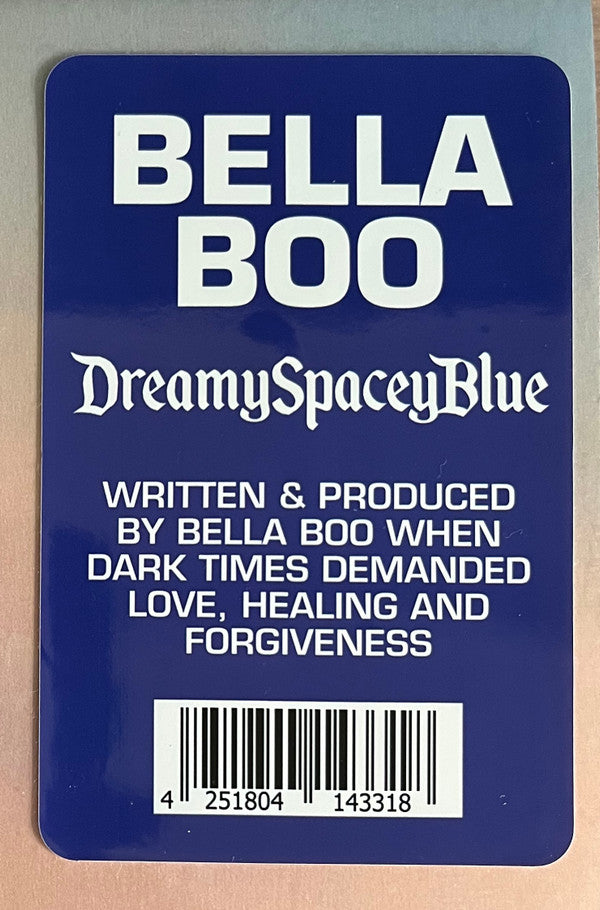 BELLA
BOO
DreamySpaceyBlue
WRITTEN & PRODUCED
BY BELLA BOO WHEN
DARK TIMES DEMANDED
LOVE, HEALING AND
FORGIVENESS
4 251804 143318